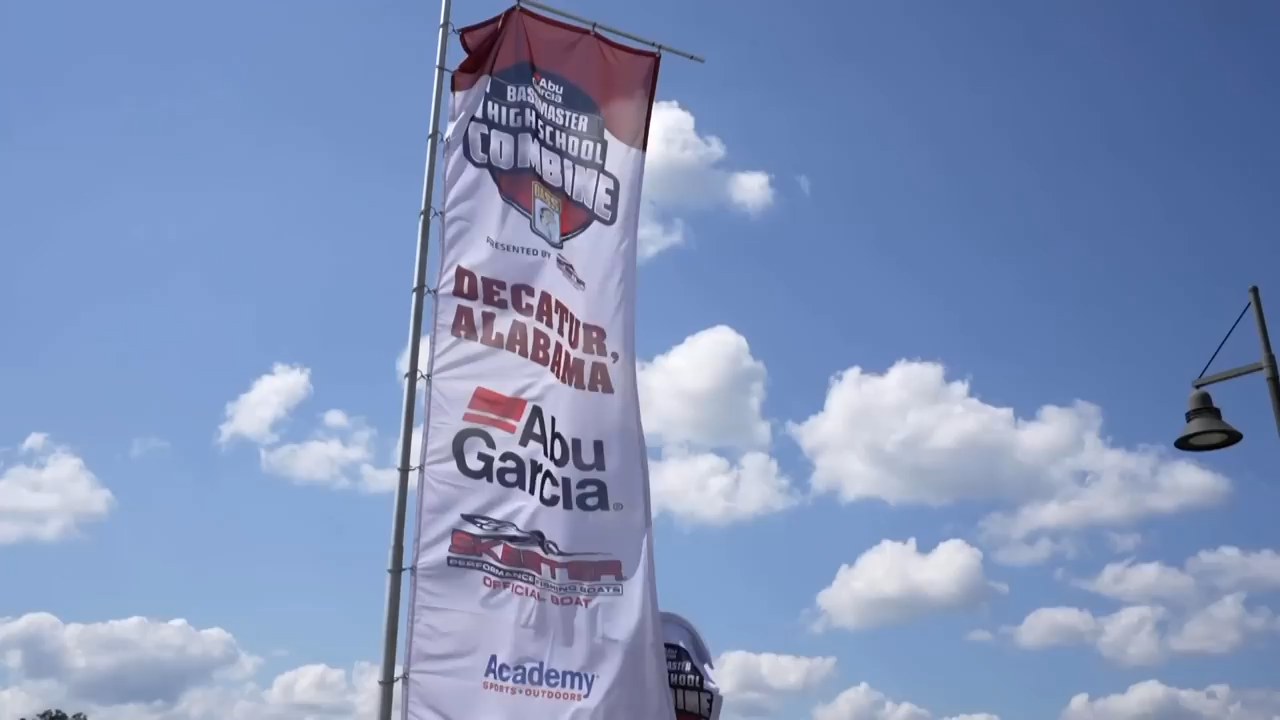 Abu
Garcia
BASSMASTER
HIGH SCHOOL
COMBINE
B.A.S.S.
PRESENTED BY
DECATUR,
ALABAMA
Abu
Garcia®
SKEETER
PERFORMANCE FISHING BOATS
OFFICIAL BOAT
Academy
SPORTS+OUTDOORS